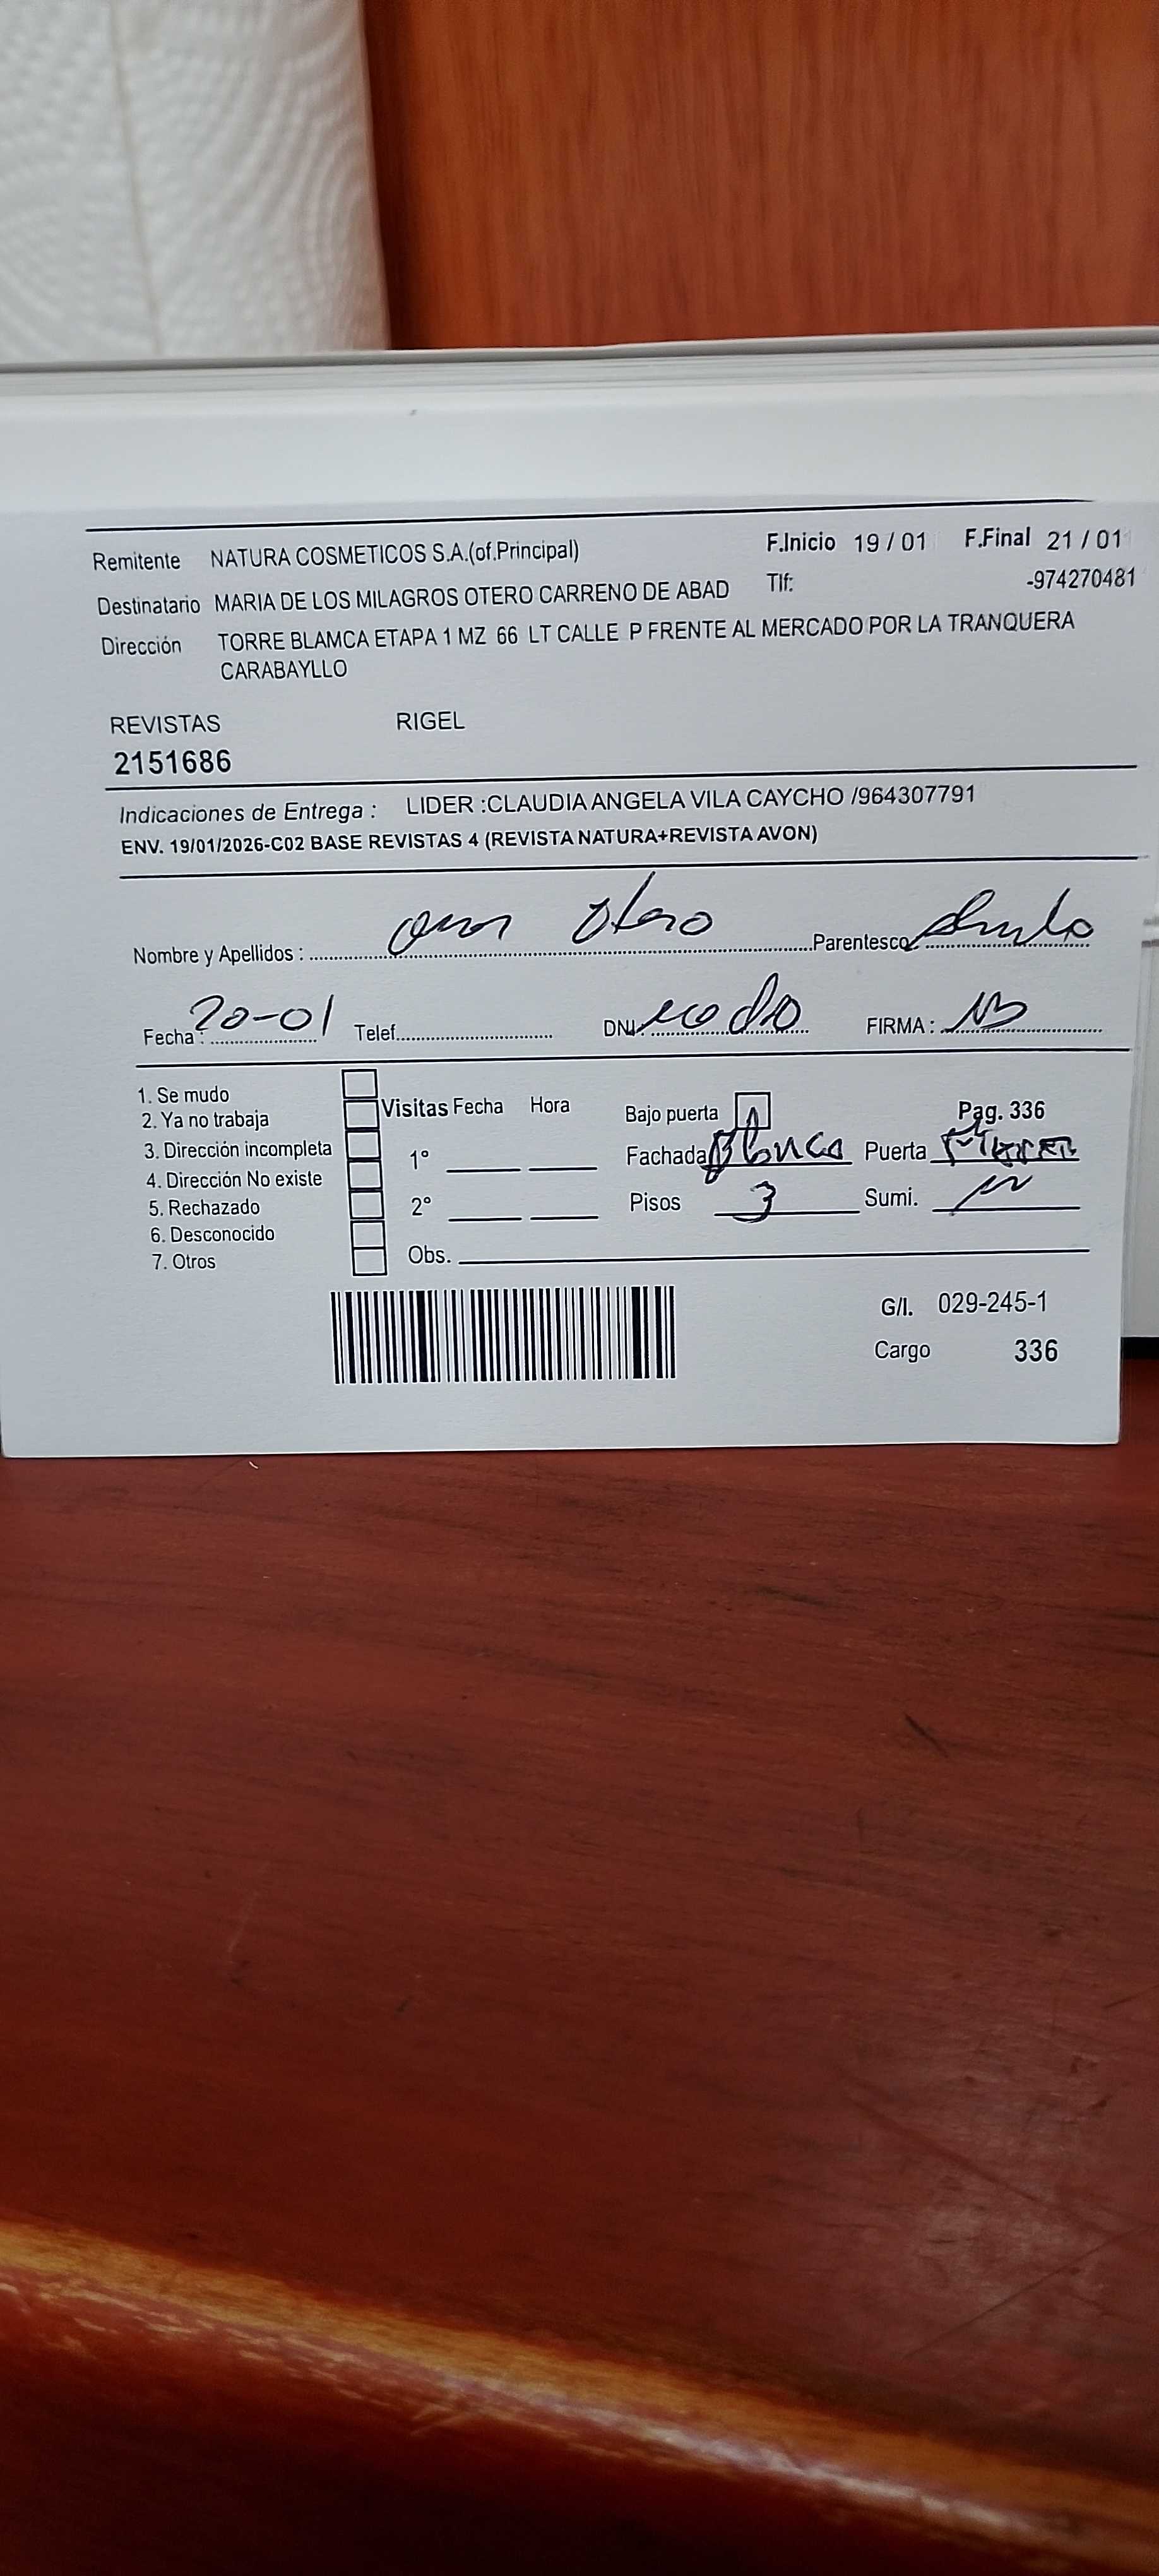 Remitente NATURA COSMETICOS S.A.(of.Principal) F.Inicio 19 / 01 F.Final 21 / 01
Destinatario MARIA DE LOS MILAGROS OTERO CARRENO DE ABAD Tlf: -974270481
Dirección TORRE BLAMCA ETAPA 1 MZ 66 LT CALLE P FRENTE AL MERCADO POR LA TRANQUERA
CARABAYLLO
REVISTAS RIGEL
2151686
Indicaciones de Entrega : LIDER :CLAUDIA ANGELA VILA CAYCHO /964307791
ENV. 19/01/2026-C02 BASE REVISTAS 4 (REVISTA NATURA+REVISTA AVON)
Nombre y Apellidos : Otero Parentesco:
Fecha : 20-01 Telef. DNI: FIRMA :
1. Se mudo
2. Ya no trabaja
3. Dirección incompleta
4. Dirección No existe
5. Rechazado
6. Desconocido
7. Otros
Visitas Fecha Hora
1°
2°
Obs.
Bajo puerta Pag. 336
Fachada Blanca Puerta
Pisos 3 Sumi.
G/I. 029-245-1
Cargo 336